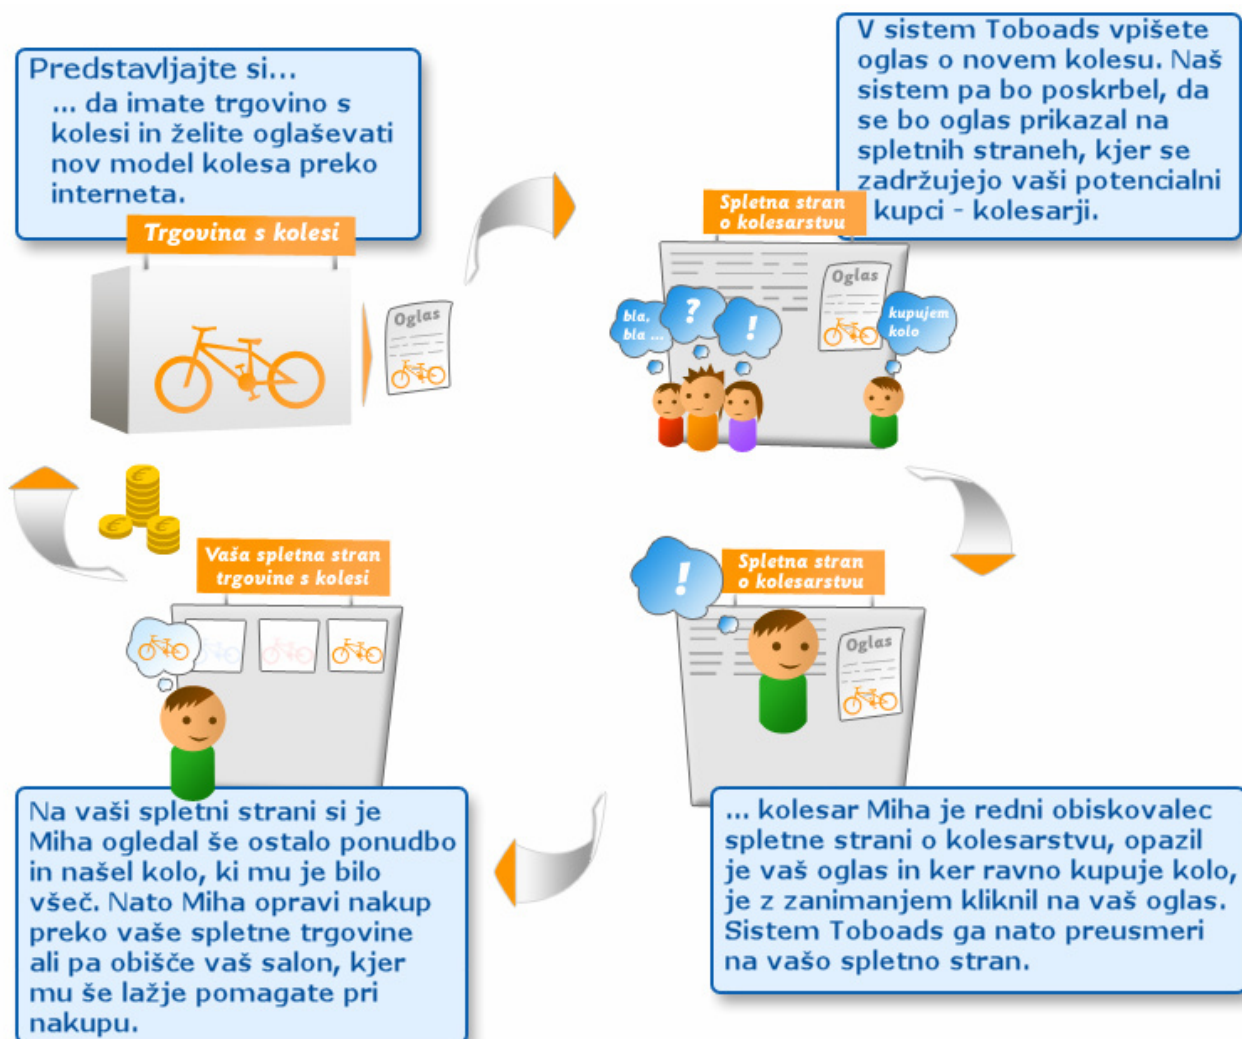 Predstavljajte si...
... da imate trgovino s
kolesi in želite oglaševati
nov model kolesa preko
interneta.
Trgovina s kolesi
Oglas
V sistem Toboads vpišete
oglas o novem kolesu. Naš
sistem pa bo poskrbel, da
se bo oglas prikazal na
spletnih straneh, kjer se
zadržujejo vaši potencialni
kupci - kolesarji.
Spletna stran
o kolesarstvu
Oglas
bla,
bla ...
?
!
kupujem
kolo
Spletna stran
o kolesarstvu
!
Oglas
... kolesar Miha je redni obiskovalec
spletne strani o kolesarstvu, opazil
je vaš oglas in ker ravno kupuje kolo,
je z zanimanjem kliknil na vaš oglas.
Sistem Toboads ga nato preusmeri
na vašo spletno stran.
Vaša spletna stran
trgovine s kolesi
Na vaši spletni strani si je
Miha ogledal še ostalo ponudbo
in našel kolo, ki mu je bilo
všeč. Nato Miha opravi nakup
preko vaše spletne trgovine
ali pa obišče vaš salon, kjer
mu še lažje pomagate pri
nakupu.
€
€
€